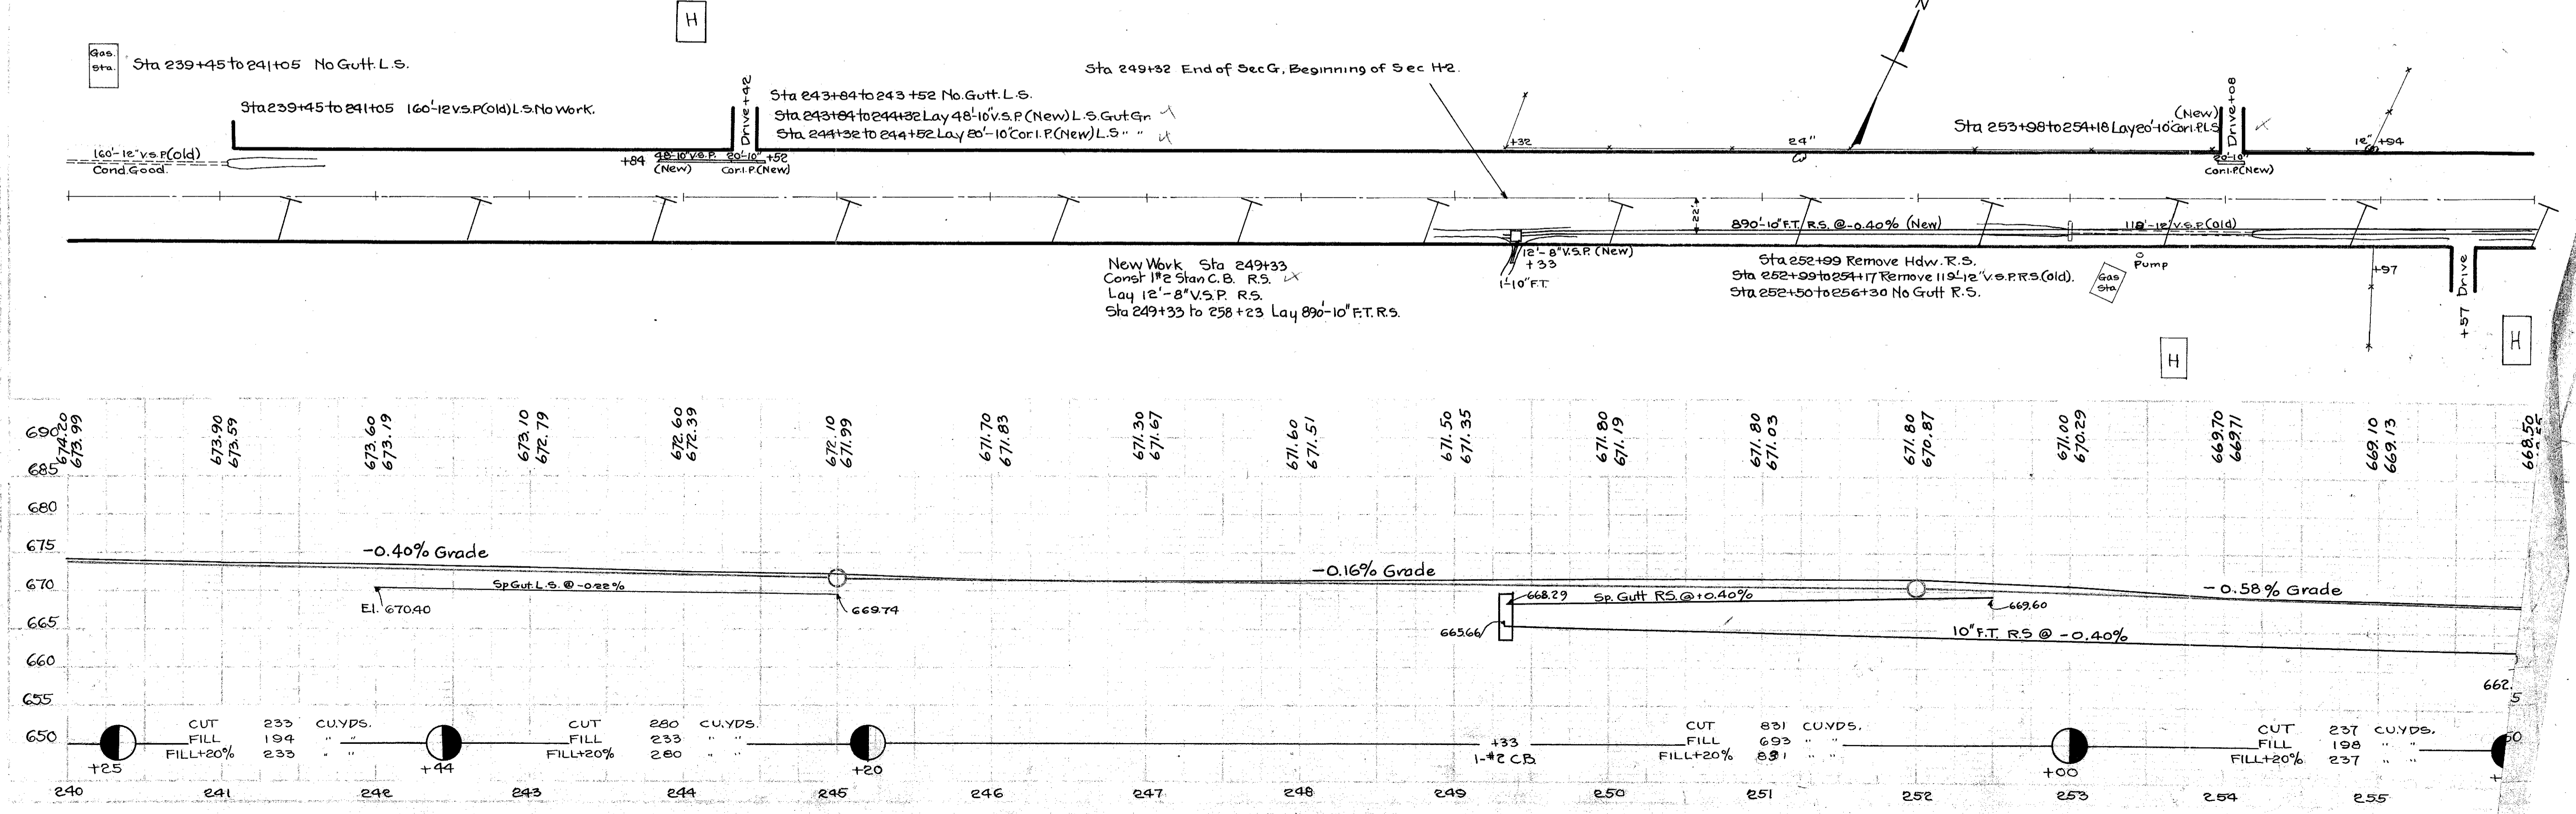 H
N
Gas.
Sta.
Sta 239+45 to 241+05 No Gutt. L.S.
Sta 249+32 End of Sec G, Beginning of Sec H-2.
Sta 239+45 to 241+05 160'-12 V.S.P.(Old) L.S. No Work.
Drive +42
Sta 243+84 to 243+52 No. Gutt. L.S.
Sta 243+84 to 244+32 Lay 48'-10" V.S.P. (New) L.S. Gut Gr
Sta 244+32 to 244+52 Lay 20'-10" Cor. I. P. (New) L.S " "
(New)
Sta 253+98 to 254+18 Lay 20'-10" Cor. I. P. L.S
Drive +08
160'-12" V.S.P.(Old)
Cond. Good.
+84
48-10" V.S.P. 20'-10" +52
(New) Cor. I. P. (New)
+32
24"
12" +94
20'-10"
Cor. I. P. (New)
22'
890'-10" F.T. R.S. @ -0.40% (New)
118'-12" V.S.P. (Old)
12'-8" V.S.P. (New)
+33
1-10" F.T.
New Work Sta 249+33
Const 1 #2 Stan C.B. R.S.
Lay 12'-8" V.S.P. R.S.
Sta 249+33 to 258+23 Lay 890'-10" F.T. R.S.
Sta 252+99 Remove Hdw. R.S.
Sta 252+99 to 254+17 Remove 119'-12" V.S.P. R.S. (Old).
Sta 252+50 to 256+30 No Gutt R.S.
Gas
Sta
Pump
+97
+57 Drive
H
H
674.20 673.90 673.60 673.10 672.60 672.10 671.70 671.30 671.60 671.50 671.80 671.80 671.80 671.00 669.70 669.10 668.50
673.99 673.59 673.19 672.79 672.39 671.99 671.83 671.67 671.51 671.35 671.19 671.03 670.87 670.29 669.71 669.13
690
685
680
675
670
665
660
655
650
-0.40% Grade
-0.16% Grade
-0.58% Grade
Sp Gut. L.S. @ -0.22%
El. 670.40
669.74
668.29
Sp. Gutt R.S. @ +0.40%
669.60
665.66
10" F.T. R.S @ -0.40%
662.
5
50
CUT 233 CU.YDS.
FILL 194 " "
FILL+20% 233 " "
CUT 280 CU.YDS.
FILL 233 " "
FILL+20% 280 " "
CUT 831 CU.YDS.
FILL 693 " "
FILL+20% 831 " "
CUT 237 CU.YDS.
FILL 198 " "
FILL+20% 237 " "
+25
+44
+20
+33
1-#2 C.B.
+00
+
240 241 242 243 244 245 246 247 248 249 250 251 252 253 254 255